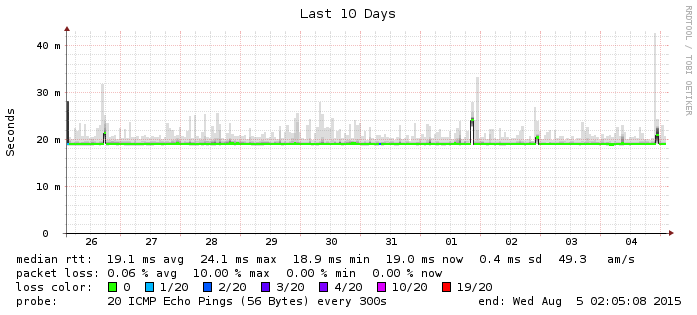 Last 10 Days
RRDTOOL / TOBI OETIKER
Seconds
40 m
30 m
20 m
10 m
0
26 27 28 29 30 31 01 02 03 04
median rtt: 19.1 ms avg 24.1 ms max 18.9 ms min 19.0 ms now 0.4 ms sd 49.3 am/s
packet loss: 0.06 % avg 10.00 % max 0.00 % min 0.00 % now
loss color: 0 1/20 2/20 3/20 4/20 10/20 19/20
probe: 20 ICMP Echo Pings (56 Bytes) every 300s end: Wed Aug 5 02:05:08 2015